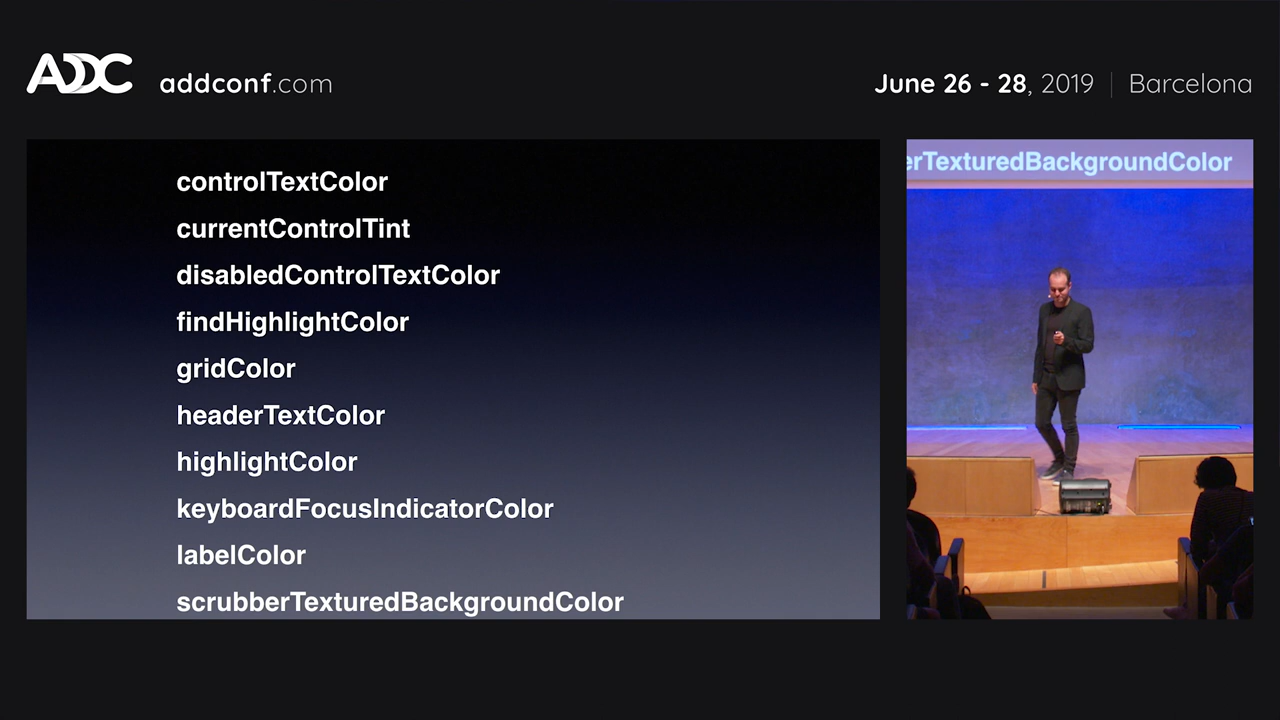 ADDC addconf.com
June 26 - 28, 2019 | Barcelona
controlTextColor
currentControlTint
disabledControlTextColor
findHighlightColor
gridColor
headerTextColor
highlightColor
keyboardFocusIndicatorColor
labelColor
scrubberTexturedBackgroundColor
erTexturedBackgroundColor